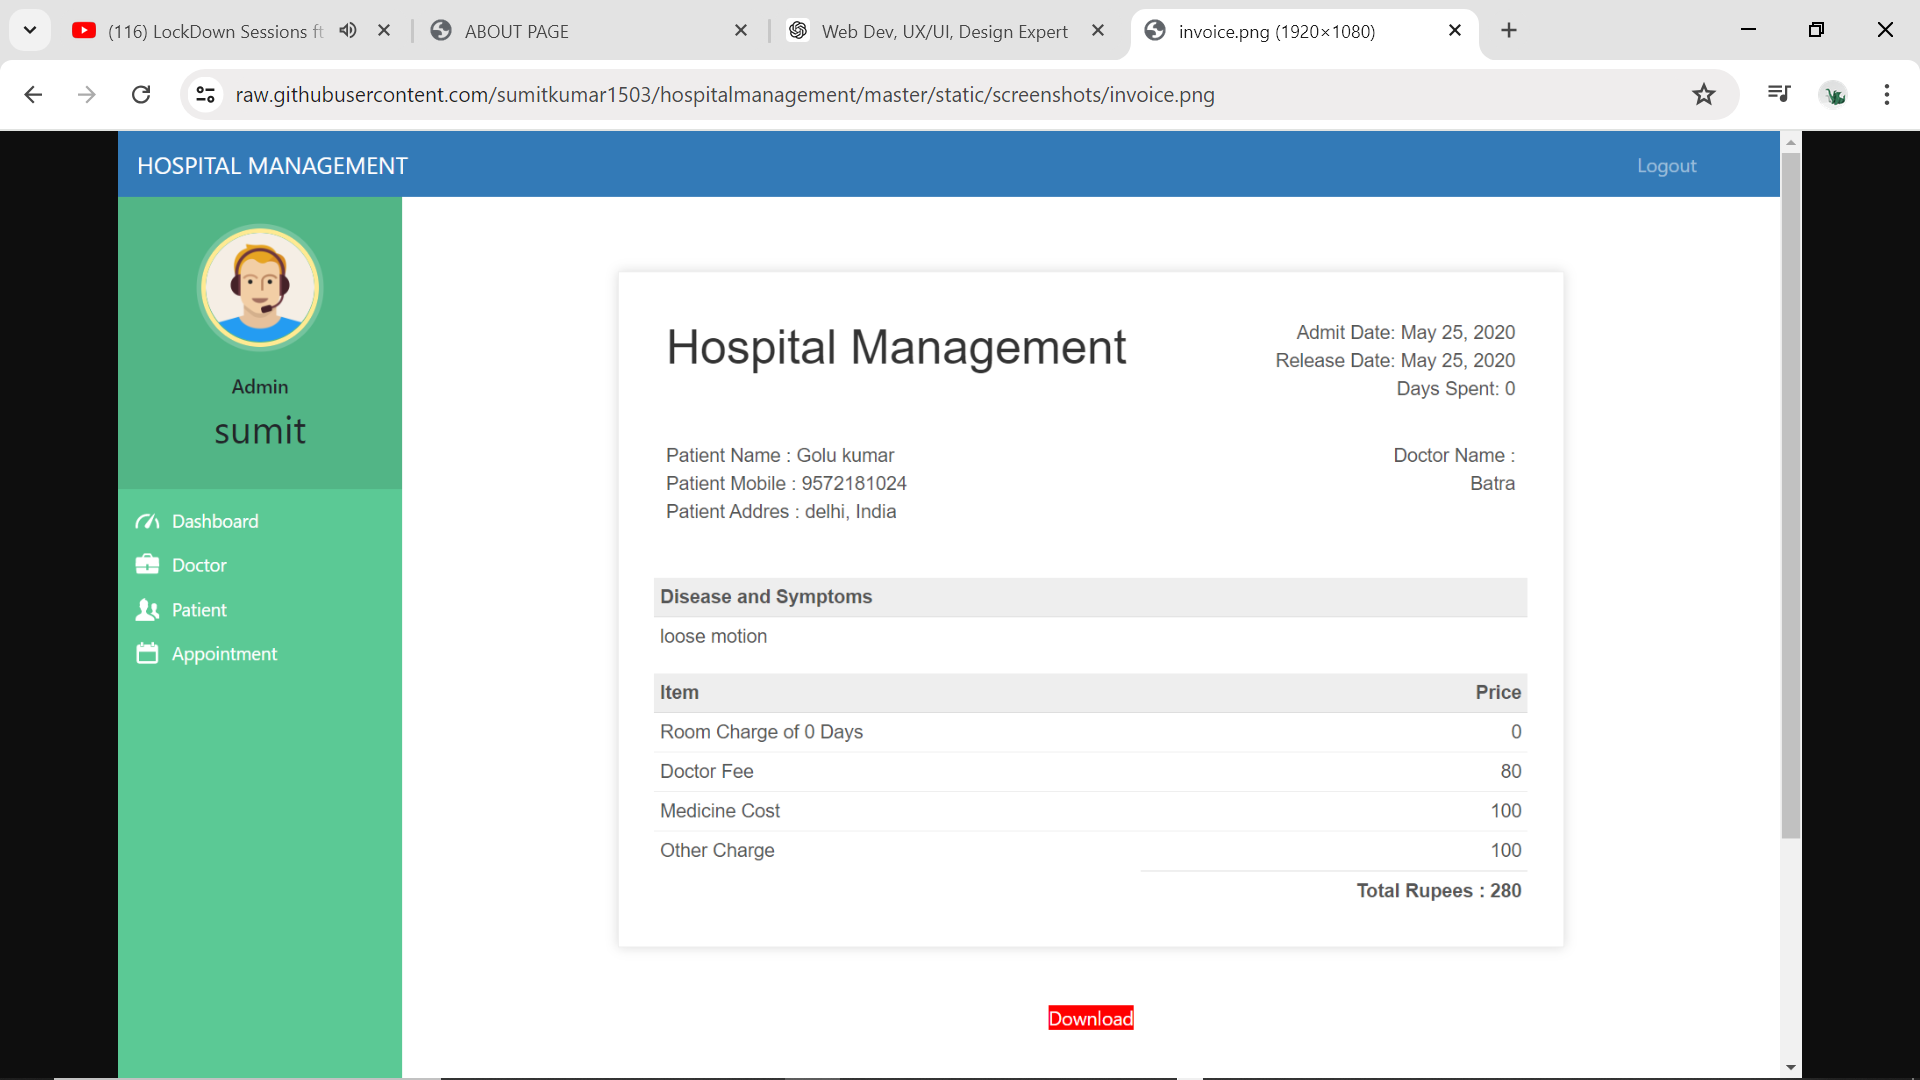 (116) LockDown Sessions ft
ABOUT PAGE
Web Dev, UX/UI, Design Expert
invoice.png (1920×1080)
raw.githubusercontent.com/sumitkumar1503/hospitalmanagement/master/static/screenshots/invoice.png
HOSPITAL MANAGEMENT
Logout
Admin
sumit
Dashboard
Doctor
Patient
Appointment
Hospital Management
Admit Date: May 25, 2020
Release Date: May 25, 2020
Days Spent: 0
Patient Name : Golu kumar
Patient Mobile : 9572181024
Patient Addres : delhi, India
Doctor Name :
Batra
Disease and Symptoms
loose motion
Item Price
Room Charge of 0 Days 0
Doctor Fee 80
Medicine Cost 100
Other Charge 100
Total Rupees : 280
Download